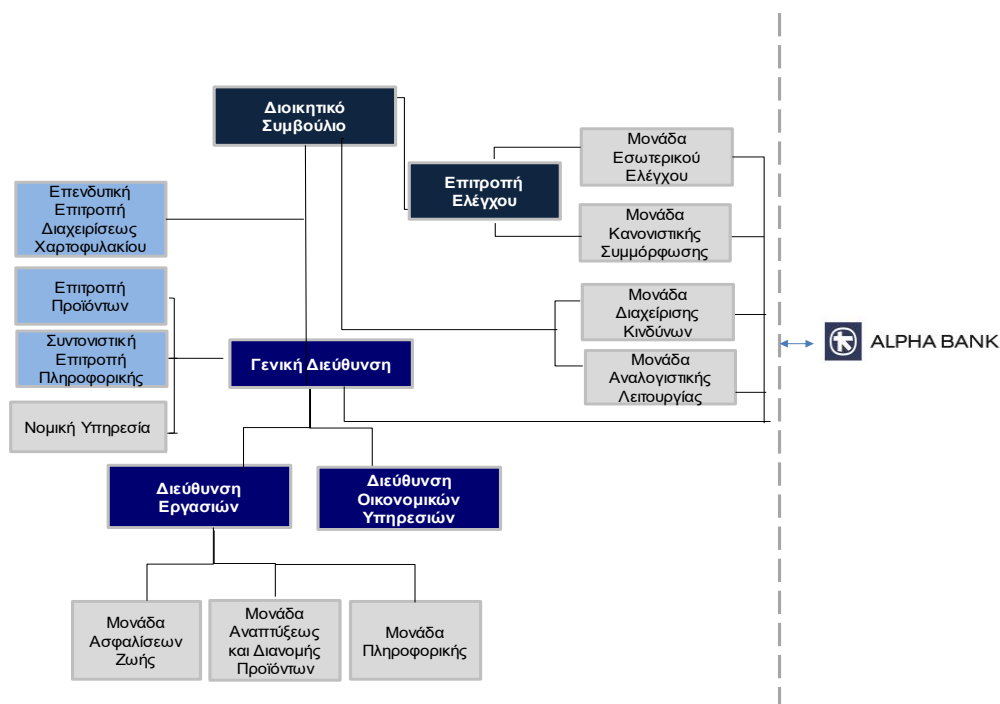 Διοικητικό
Συμβούλιο
Επιτροπή
Ελέγχου
Μονάδα
Εσωτερικού
Ελέγχου
Μονάδα
Κανονιστικής
Συμμόρφωσης
Επενδυτική
Επιτροπή
Διαχειρίσεως
Χαρτοφυλακίου
Επιτροπή
Προϊόντων
Συντονιστική
Επιτροπή
Πληροφορικής
Νομική Υπηρεσία
Γενική Διεύθυνση
Μονάδα
Διαχείρισης
Κινδύνων
Μονάδα
Αναλογιστικής
Λειτουργίας
ALPHA BANK
Διεύθυνση
Εργασιών
Διεύθυνση
Οικονομικών
Υπηρεσιών
Μονάδα
Ασφαλίσεων
Ζωής
Μονάδα
Αναπτύξεως
και Διανομής
Προϊόντων
Μονάδα
Πληροφορικής